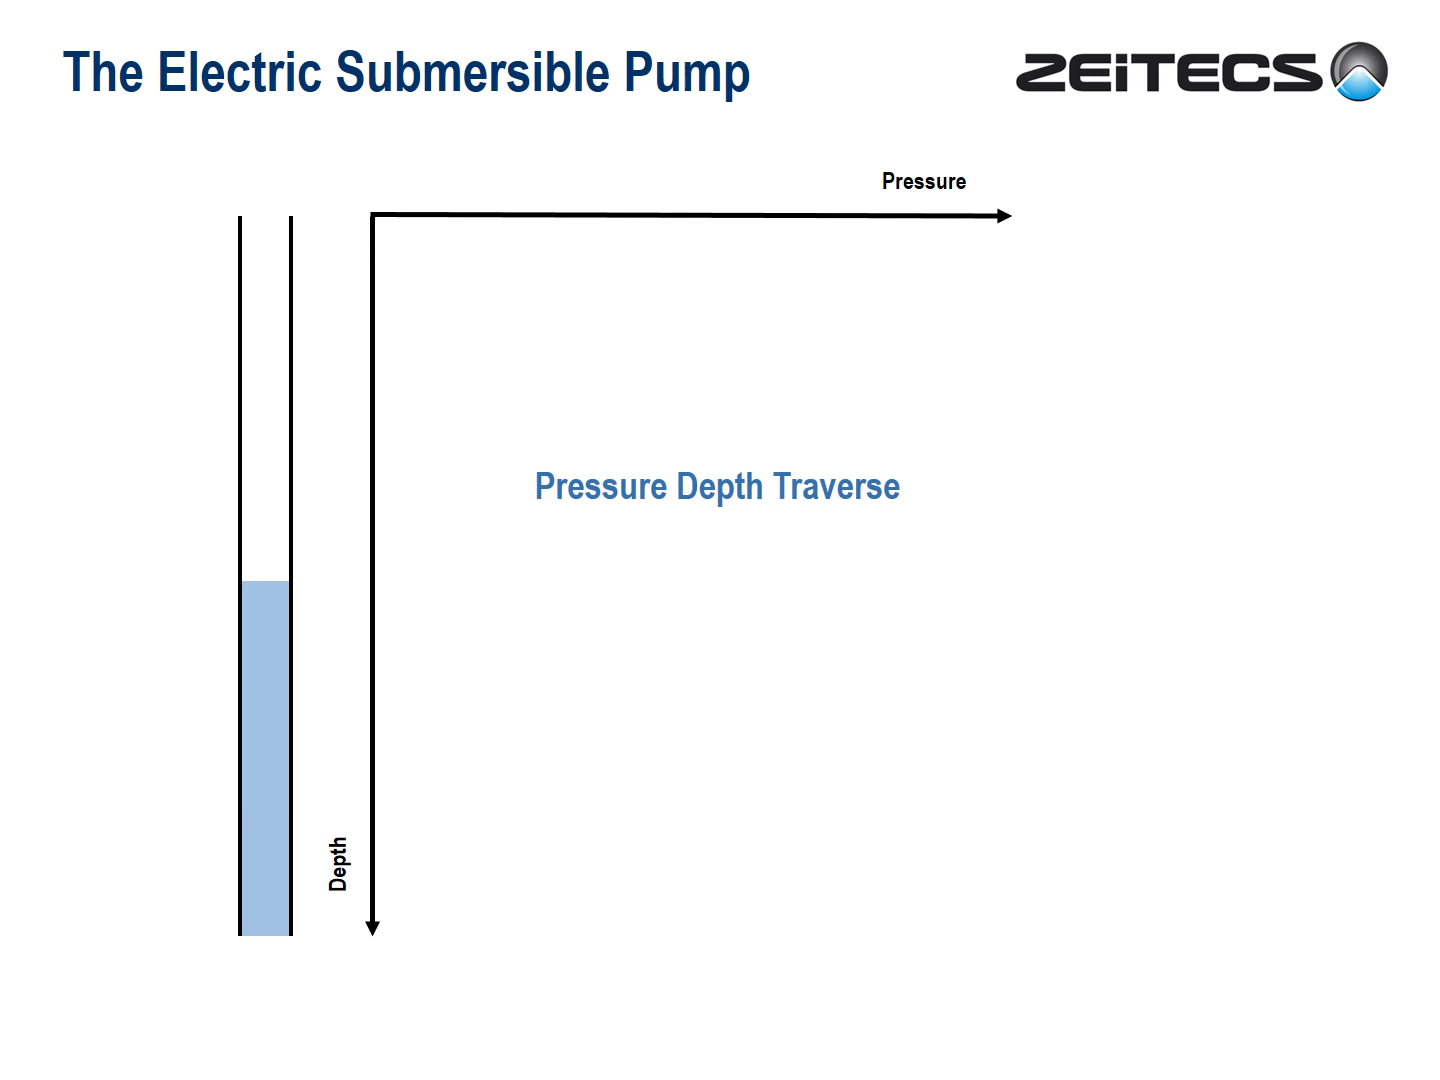 The Electric Submersible Pump
ZEiTECS
Pressure
Pressure Depth Traverse
Depth